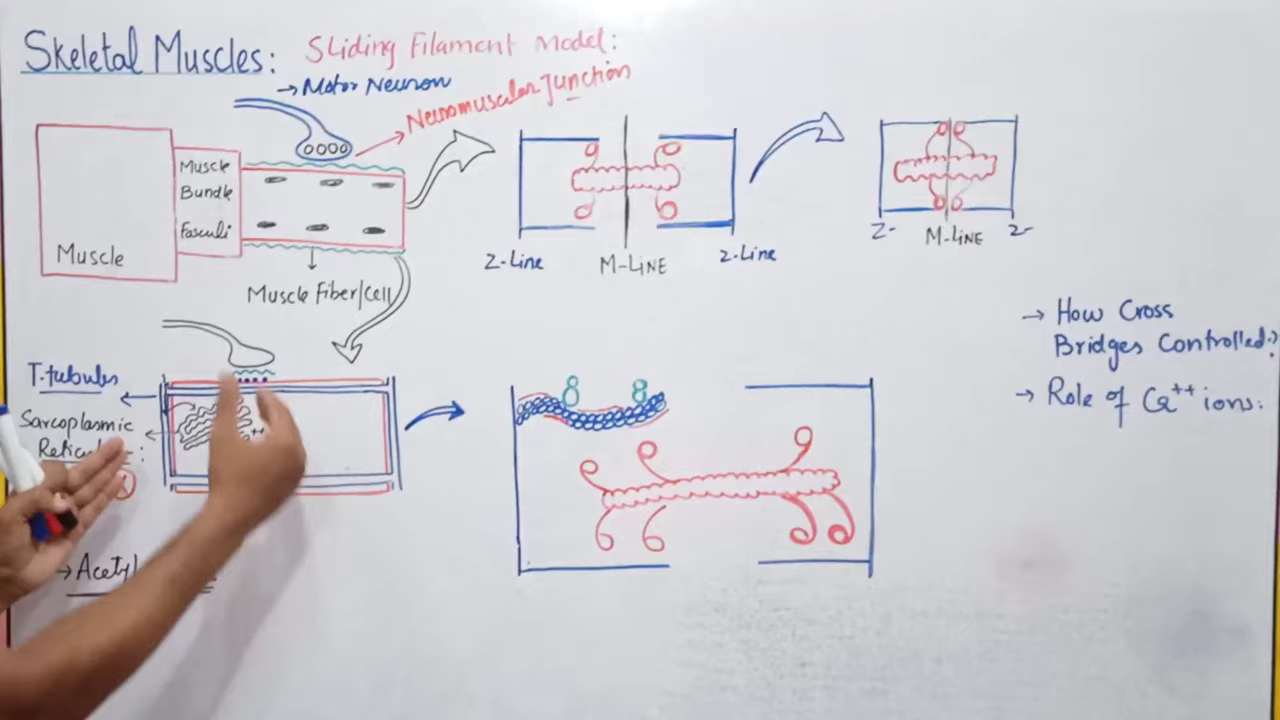 Skeletal Muscles: Sliding Filament Model:
→ Motor Neuron
Neuromuscular Junction
Muscle
Bundle
Fasculi
Muscle
Muscle Fiber/Cell
Z-Line M-LiNE Z-Line
Z- M-LiNE Z-
→ How Cross
Bridges Controlled?
→ Role of Ca++ ions:
T-tubules
Sarcoplasmic
++
→ Acetyl